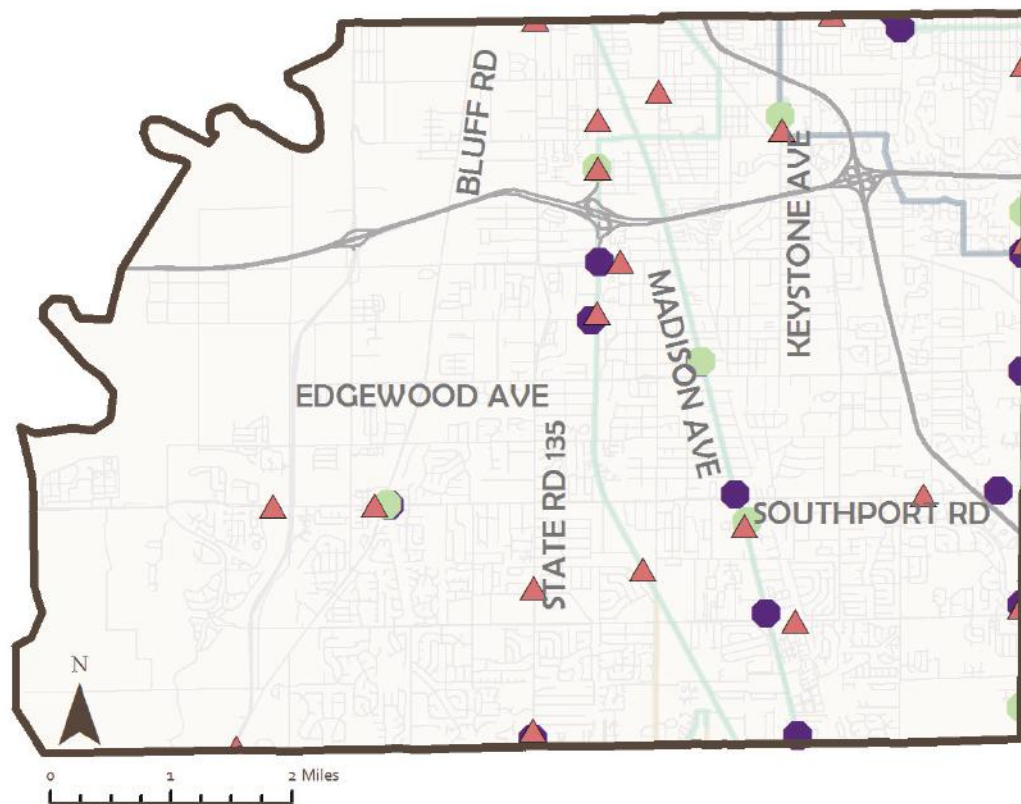 BLUFF RD
KEYSTONE AVE
MADISON AVE
EDGEWOOD AVE
STATE RD 135
SOUTHPORT RD
N
0 1 2 Miles